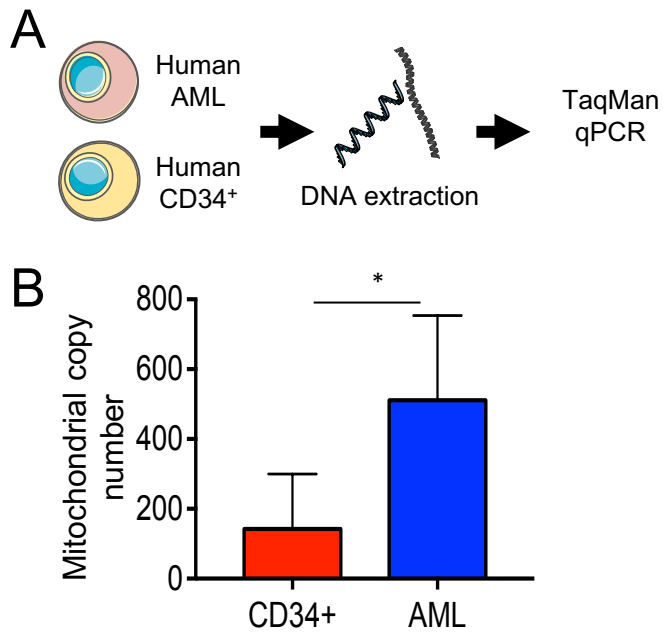 A
Human
AML
Human
CD34⁺
DNA extraction
TaqMan
qPCR
B
Mitochondrial copy
number
800
600
400
200
0
*
CD34+
AML